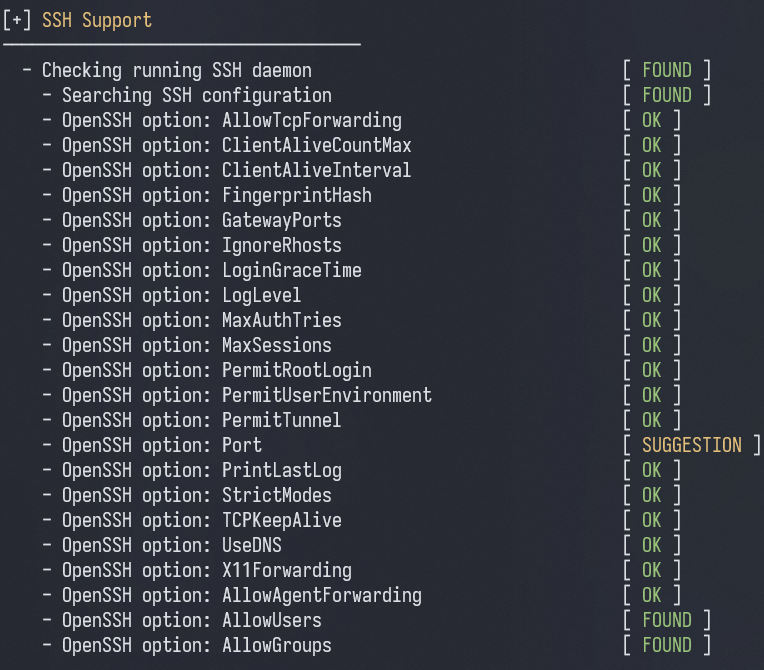 [+] SSH Support
------------------------------------
  - Checking running SSH daemon                               [ FOUND ]
    - Searching SSH configuration                             [ FOUND ]
    - OpenSSH option: AllowTcpForwarding                      [ OK ]
    - OpenSSH option: ClientAliveCountMax                     [ OK ]
    - OpenSSH option: ClientAliveInterval                     [ OK ]
    - OpenSSH option: FingerprintHash                         [ OK ]
    - OpenSSH option: GatewayPorts                            [ OK ]
    - OpenSSH option: IgnoreRhosts                            [ OK ]
    - OpenSSH option: LoginGraceTime                          [ OK ]
    - OpenSSH option: LogLevel                                [ OK ]
    - OpenSSH option: MaxAuthTries                            [ OK ]
    - OpenSSH option: MaxSessions                             [ OK ]
    - OpenSSH option: PermitRootLogin                         [ OK ]
    - OpenSSH option: PermitUserEnvironment                   [ OK ]
    - OpenSSH option: PermitTunnel                            [ OK ]
    - OpenSSH option: Port                                    [ SUGGESTION ]
    - OpenSSH option: PrintLastLog                            [ OK ]
    - OpenSSH option: StrictModes                             [ OK ]
    - OpenSSH option: TCPKeepAlive                            [ OK ]
    - OpenSSH option: UseDNS                                  [ OK ]
    - OpenSSH option: X11Forwarding                           [ OK ]
    - OpenSSH option: AllowAgentForwarding                    [ OK ]
    - OpenSSH option: AllowUsers                              [ FOUND ]
    - OpenSSH option: AllowGroups                             [ FOUND ]